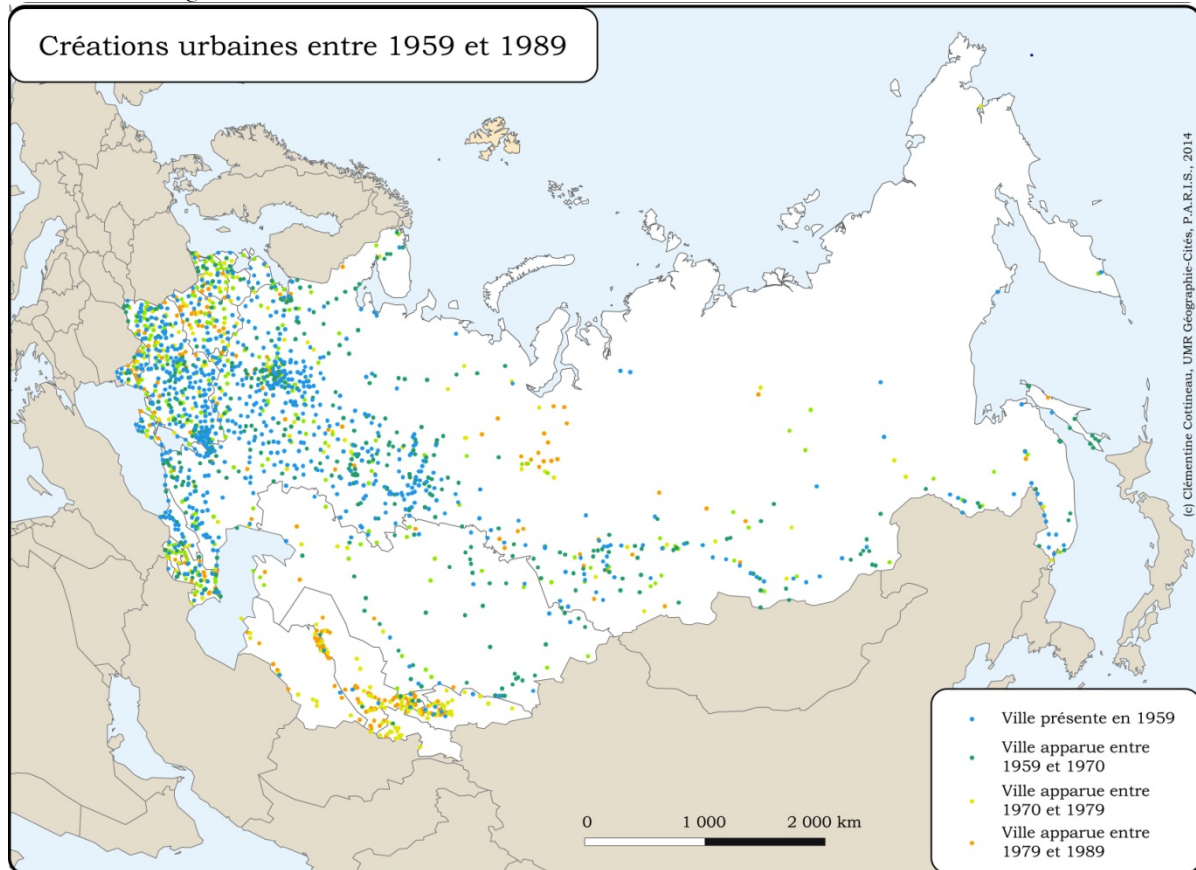 Créations urbaines entre 1959 et 1989
(c) Clémentine Cottineau, UMR Géographie-Cités, P.A.R.I.S., 2014
Ville présente en 1959
Ville apparue entre
1959 et 1970
Ville apparue entre
1970 et 1979
Ville apparue entre
1979 et 1989
0 1 000 2 000 km